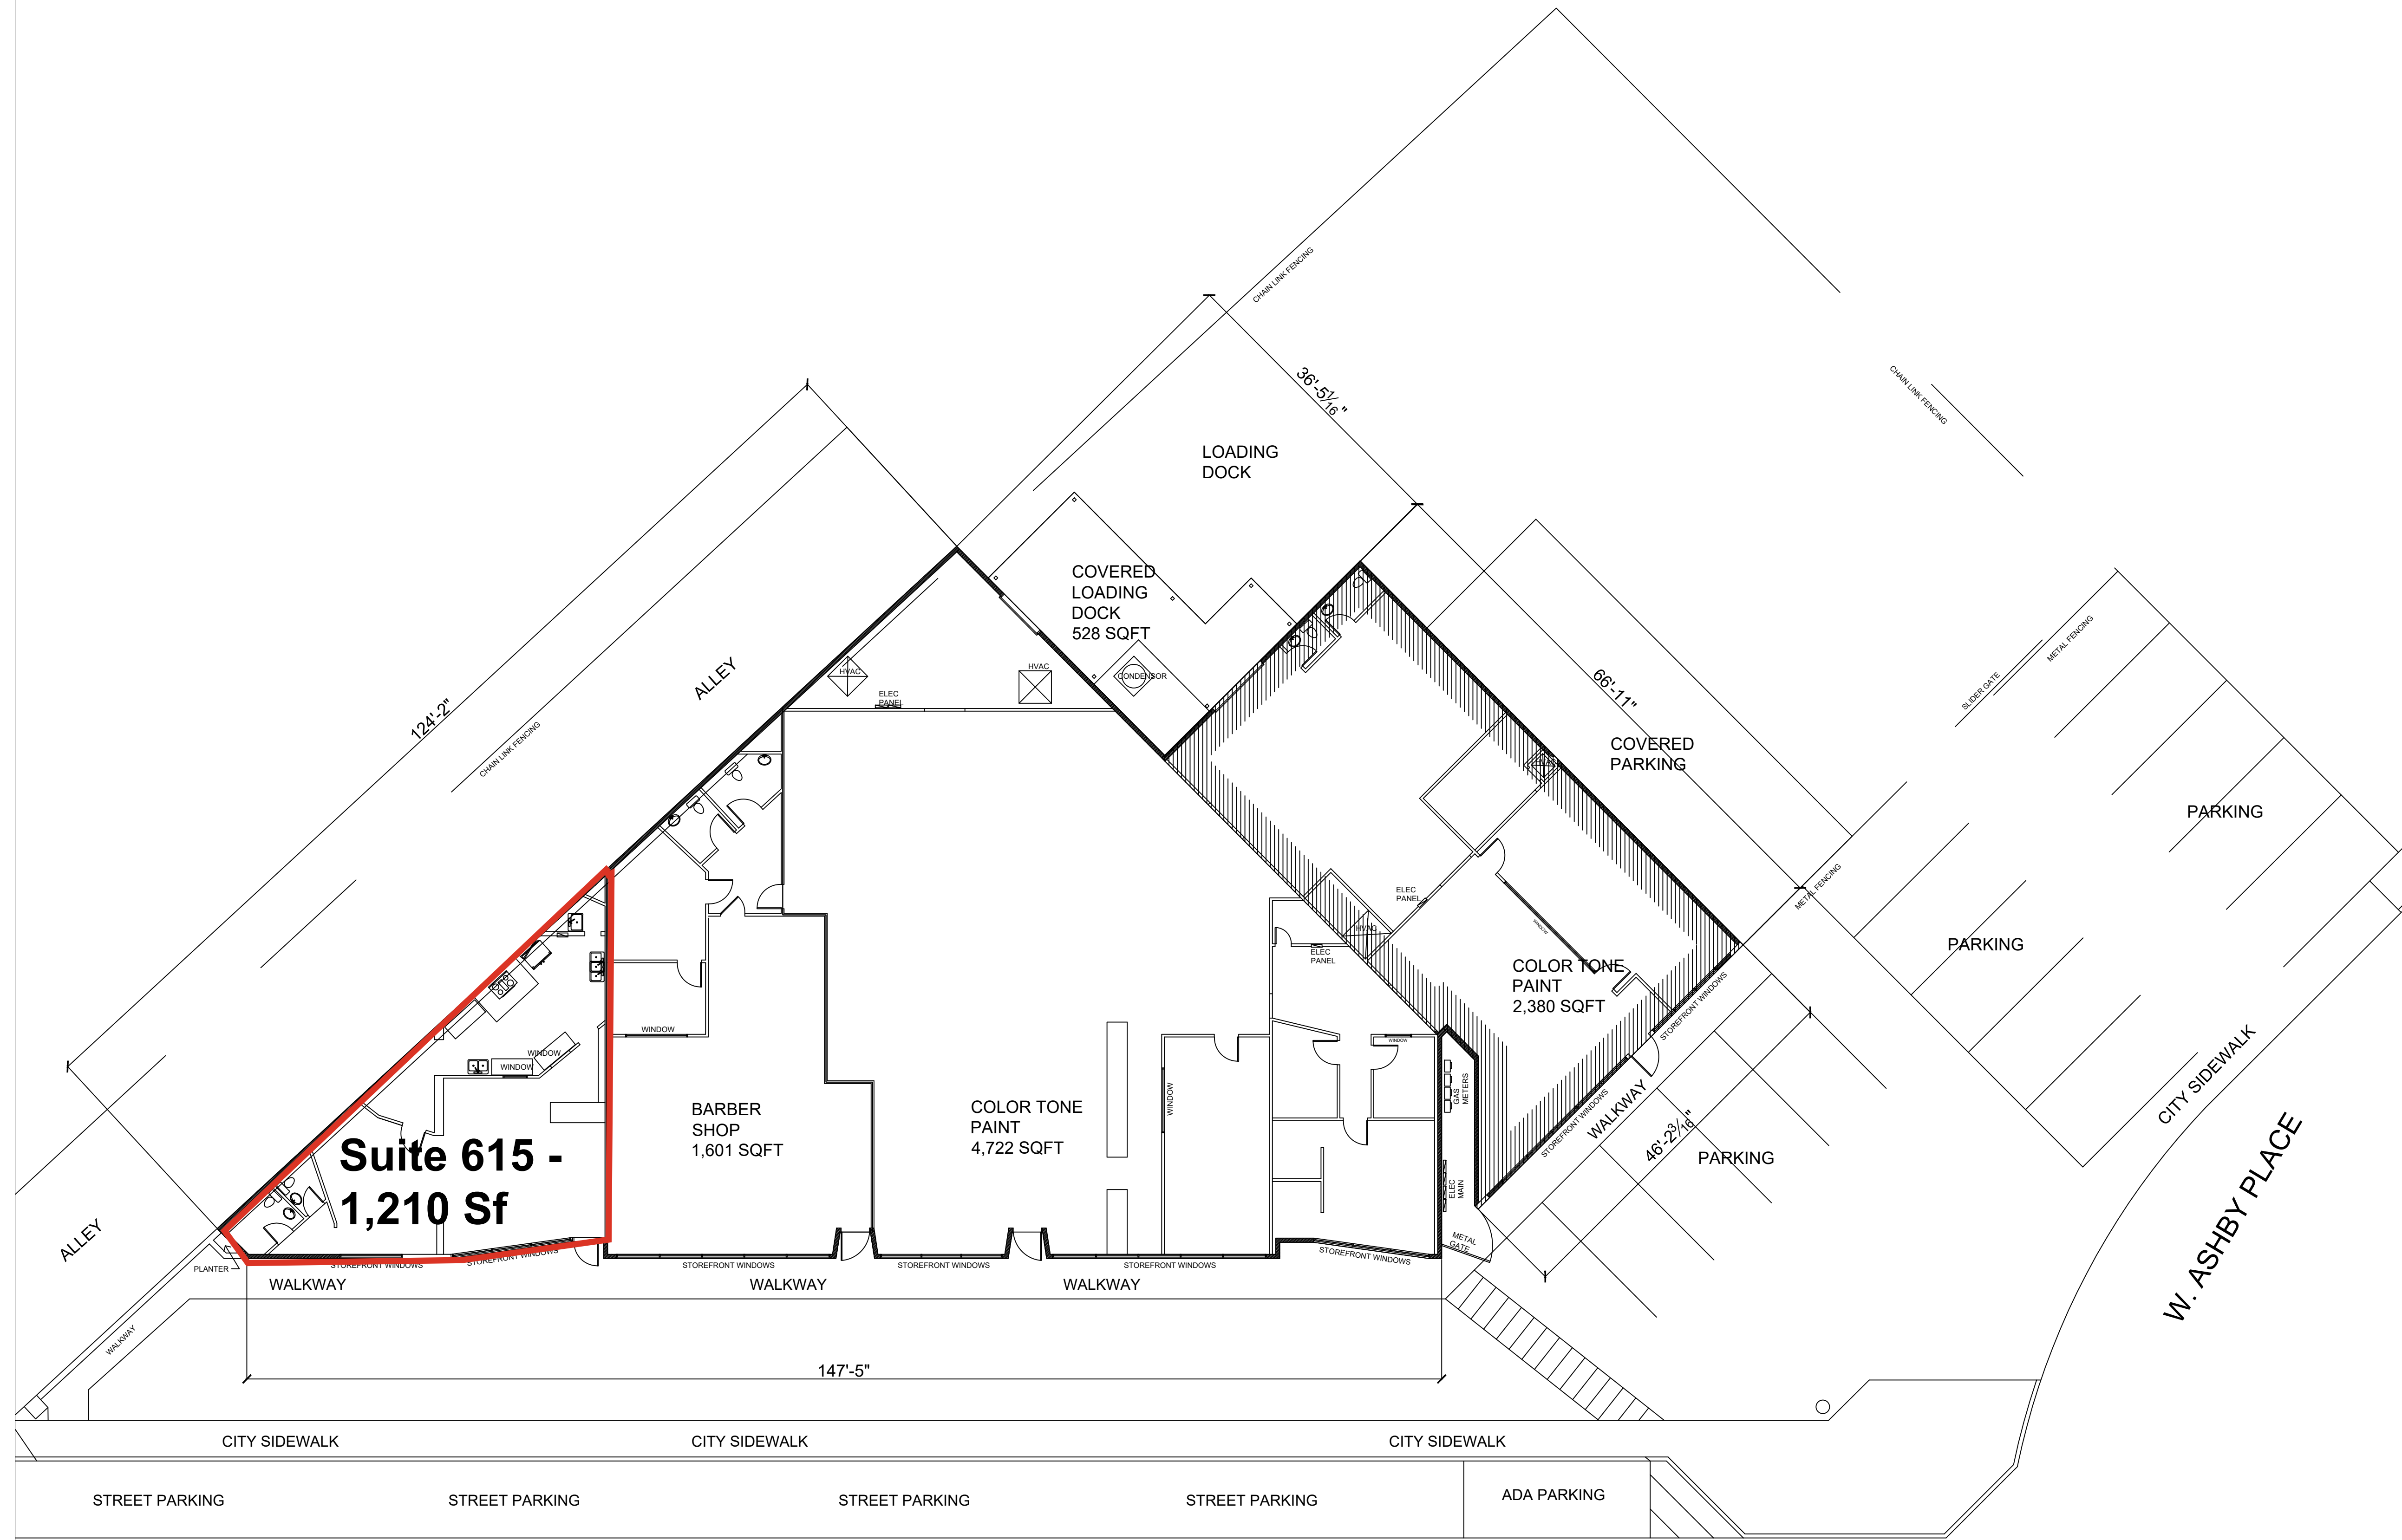 CHAIN LINK FENCING
CHAIN LINK FENCING
36'-5 1/16"
LOADING
DOCK
COVERED
LOADING
DOCK
528 SQFT
HVAC
HVAC
CONDENSOR
ELEC
PANEL
ALLEY
124'-2"
CHAIN LINK FENCING
66'-11"
COVERED
PARKING
HVAC
SLIDER GATE
METAL FENCING
PARKING
PARKING
METAL FENCING
ELEC
PANEL
HVAC
ELEC
PANEL
WINDOW
COLOR TONE
PAINT
2,380 SQFT
STOREFRONT WINDOWS
STOREFRONT WINDOWS
WALKWAY
46'-2 3/16"
PARKING
CITY SIDEWALK
W. ASHBY PLACE
WINDOW
WINDOW
WINDOW
WINDOW
WINDOW
GAS
METERS
ELEC
MAIN
METAL
GATE
BARBER
SHOP
1,601 SQFT
COLOR TONE
PAINT
4,722 SQFT
Suite 615 -
1,210 Sf
ALLEY
PLANTER
STOREFRONT WINDOWS
STOREFRONT WINDOWS
STOREFRONT WINDOWS
STOREFRONT WINDOWS
STOREFRONT WINDOWS
STOREFRONT WINDOWS
WALKWAY
WALKWAY
WALKWAY
WALKWAY
147'-5"
CITY SIDEWALK
CITY SIDEWALK
CITY SIDEWALK
STREET PARKING
STREET PARKING
STREET PARKING
STREET PARKING
ADA PARKING